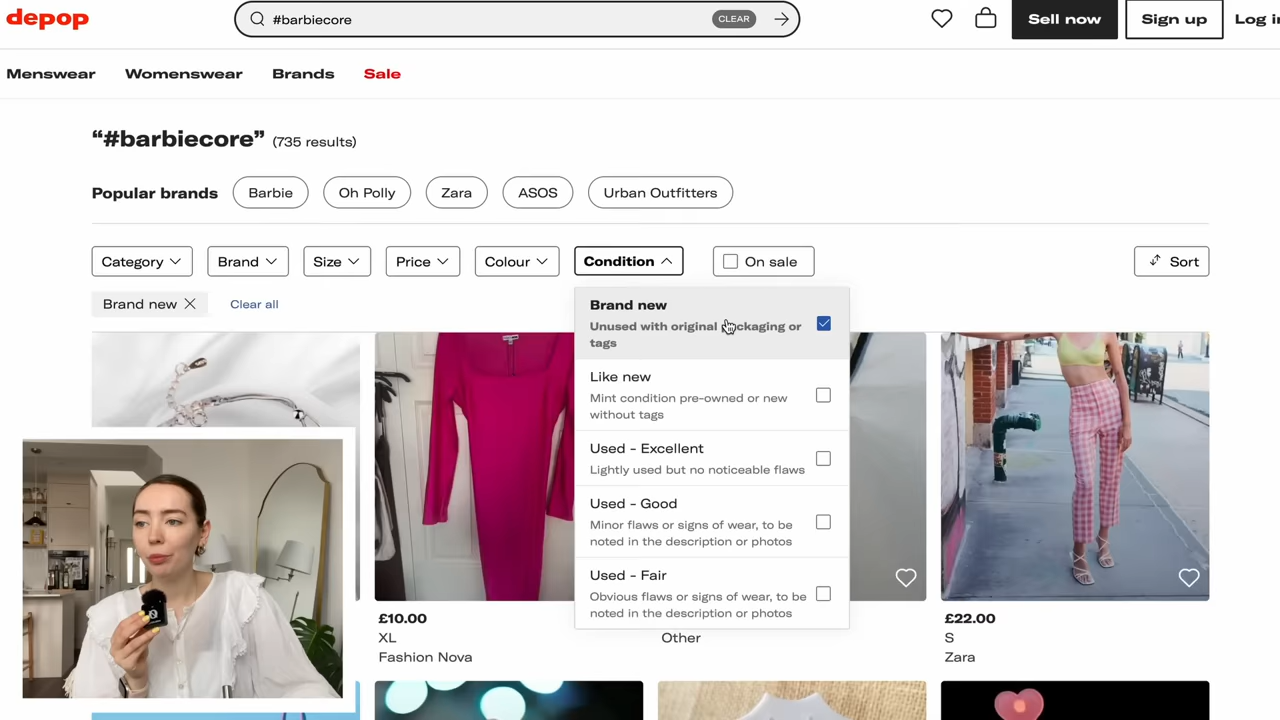 depop
#barbiecore
CLEAR
Sell now
Sign up
Log in
Menswear
Womenswear
Brands
Sale
“#barbiecore” (735 results)
Popular brands
Barbie
Oh Polly
Zara
ASOS
Urban Outfitters
Category
Brand
Size
Price
Colour
Condition
On sale
Sort
Brand new
Clear all
Brand new
Unused with original packaging or
tags
Like new
Mint condition pre-owned or new
without tags
Used - Excellent
Lightly used but no noticeable flaws
Used - Good
Minor flaws or signs of wear, to be
noted in the description or photos
Used - Fair
Obvious flaws or signs of wear, to be
noted in the description or photos
£10.00
XL
Fashion Nova
Other
£22.00
S
Zara